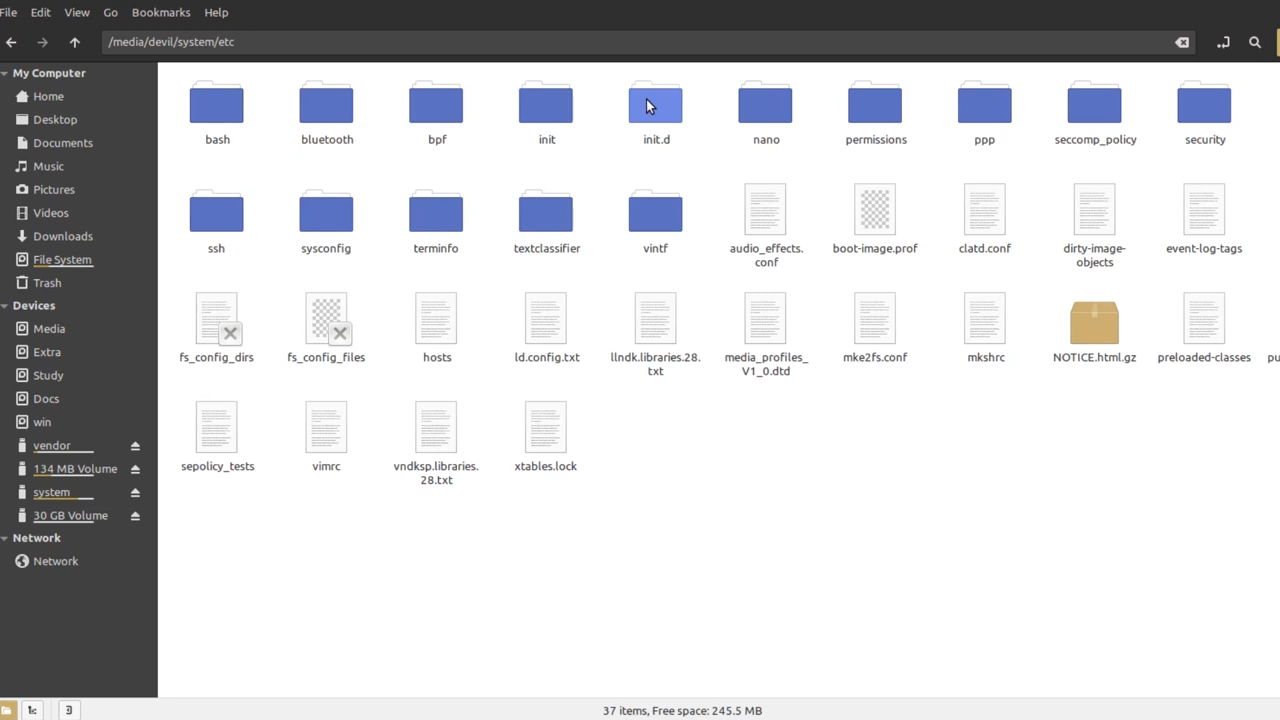 File Edit View Go Bookmarks Help
/media/devil/system/etc
My Computer
Home
Desktop
Documents
Music
Pictures
Videos
Downloads
File System
Trash
Devices
Media
Extra
Study
Docs
win
vendor
134 MB Volume
system
30 GB Volume
Network
Network
bash bluetooth bpf init init.d nano permissions ppp seccomp_policy security
ssh sysconfig terminfo textclassifier vintf audio_effects. boot-image.prof clatd.conf dirty-image- event-log-tags
conf objects
fs_config_dirs fs_config_files hosts ld.config.txt llndk.libraries.28. media_profiles_ mke2fs.conf mkshrc NOTICE.html.gz preloaded-classes pu
txt V1_0.dtd
sepolicy_tests vimrc vndksp.libraries. xtables.lock
28.txt
37 items, Free space: 245.5 MB